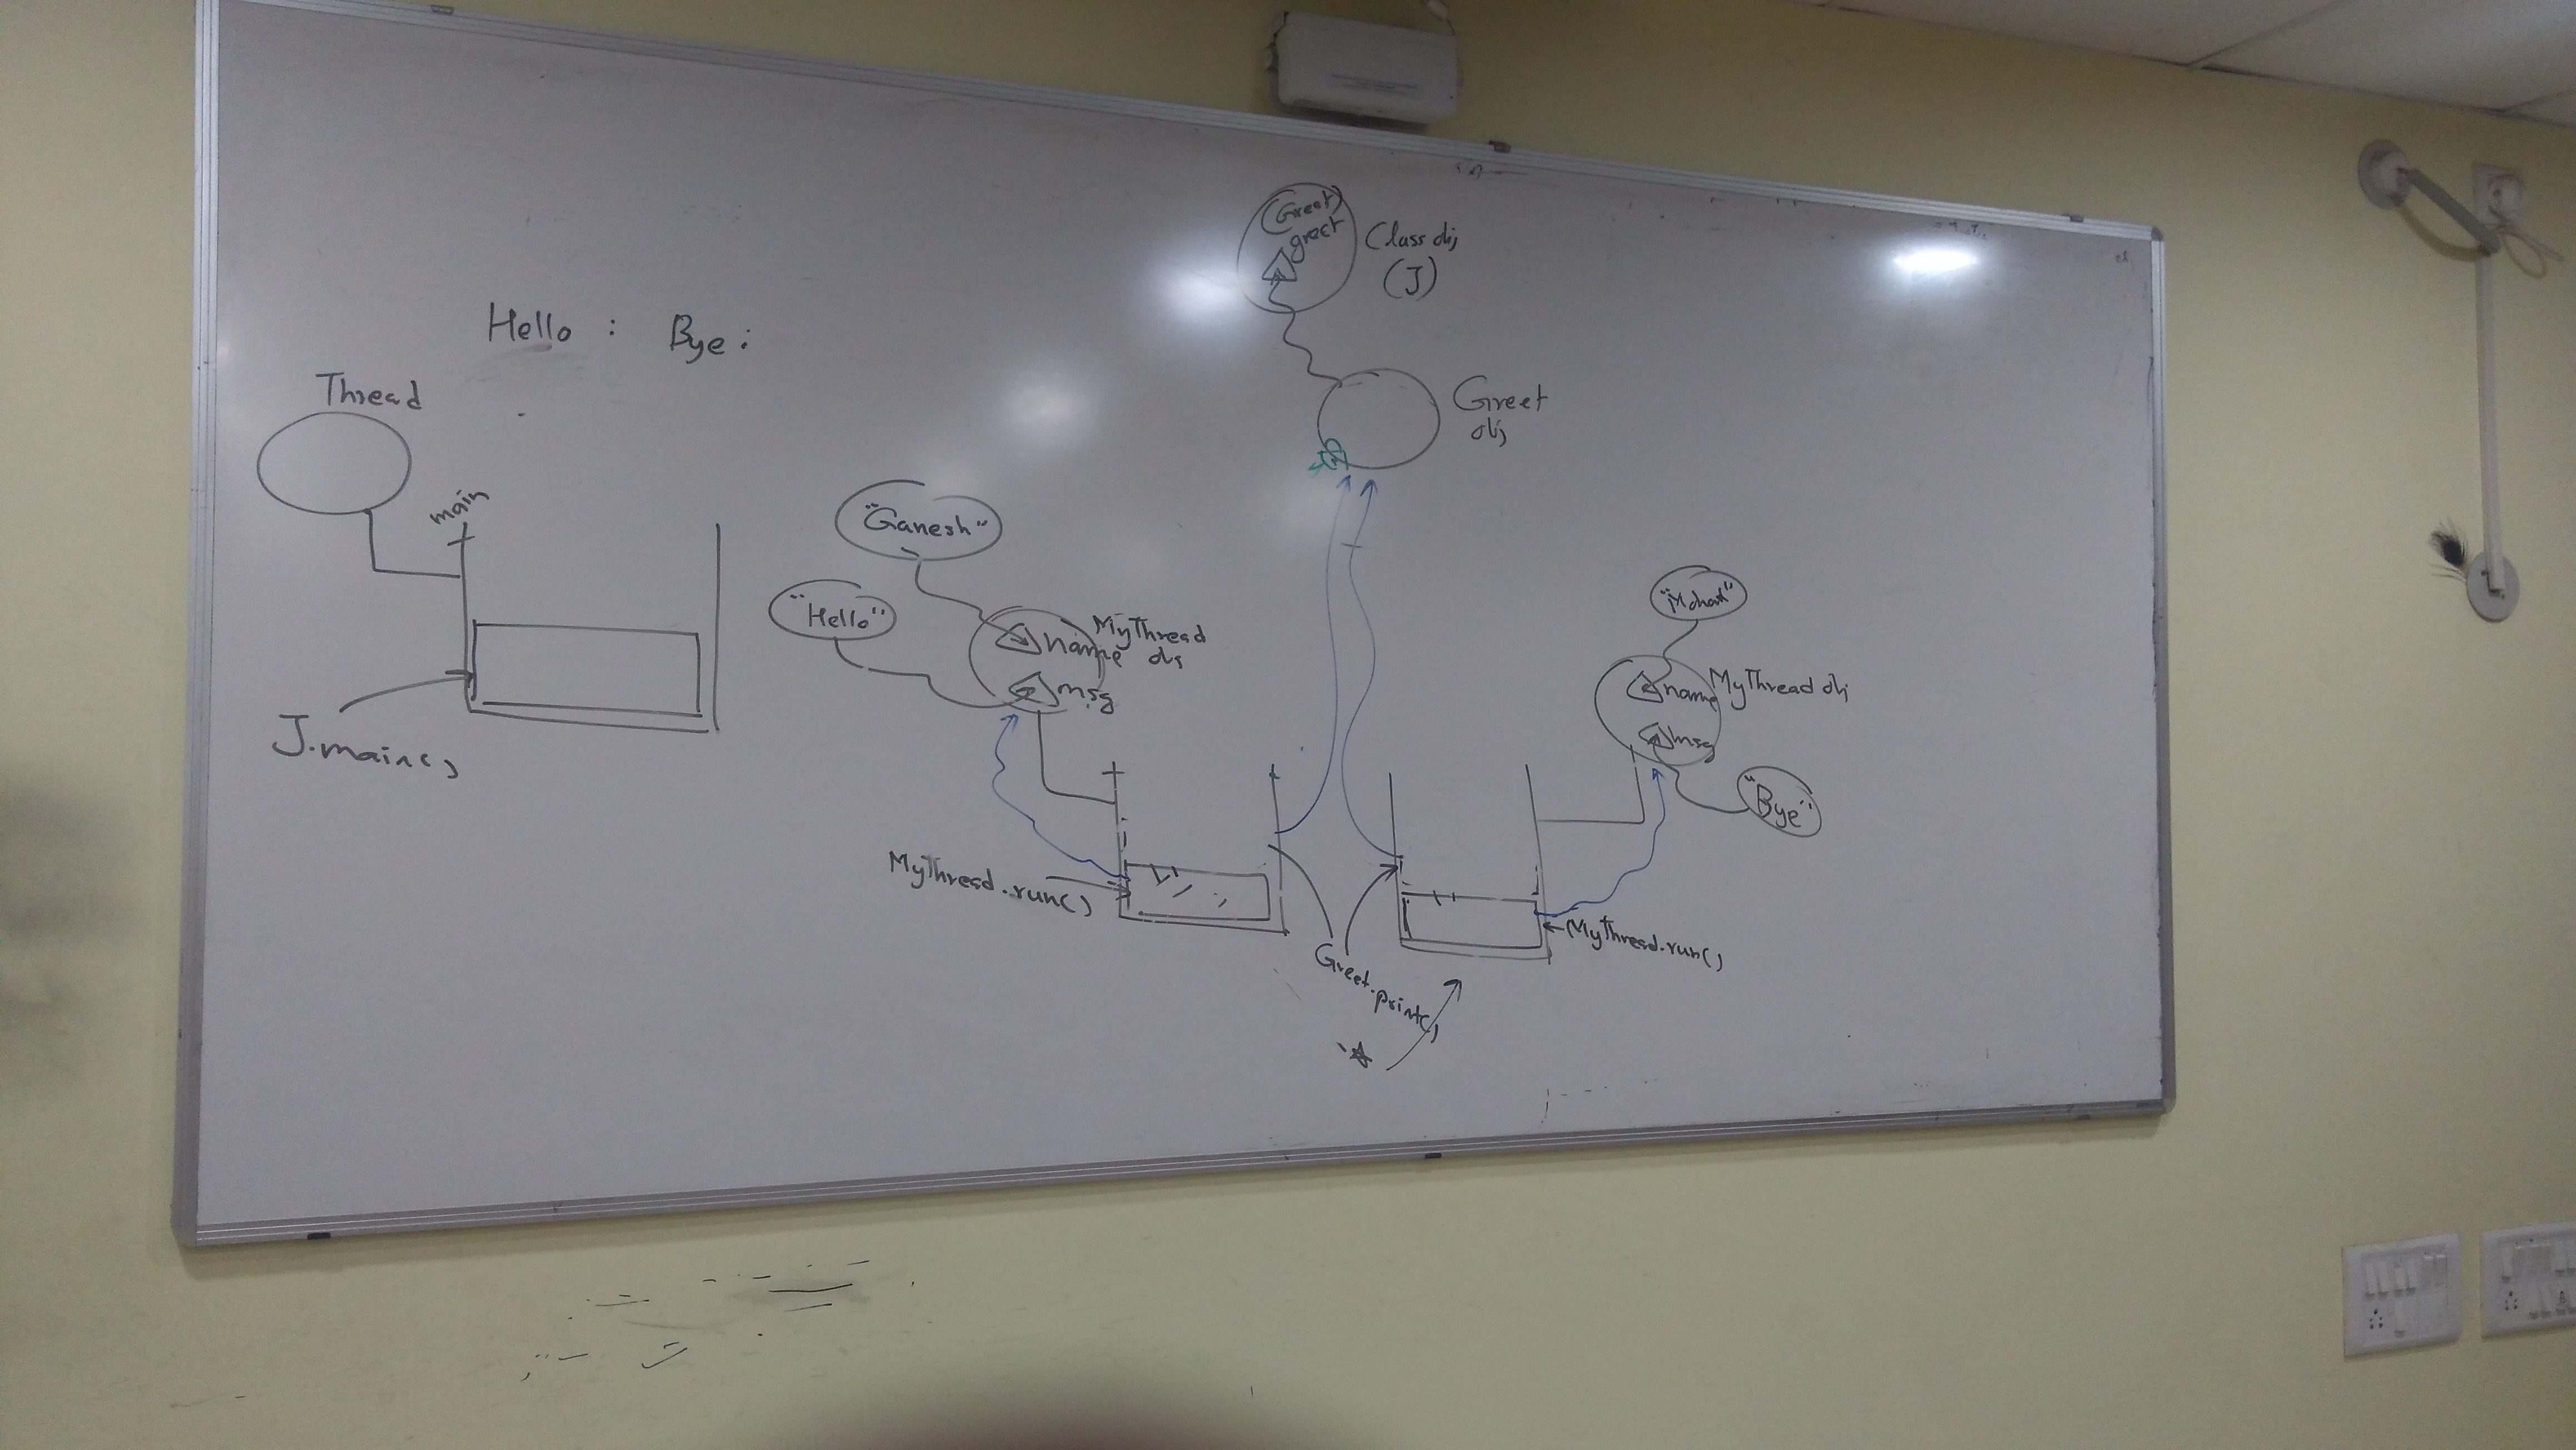 (Greet)
greet
Class obj
(J)
Hello : Bye :
Thread
Greet
obj
main
"Ganesh"
"Hello"
name
MyThread
obj
msg
"Mohan"
name
MyThread obj
msg
"Bye"
J.main()
MyThread.run()
MyThread.run()
Greet.print()